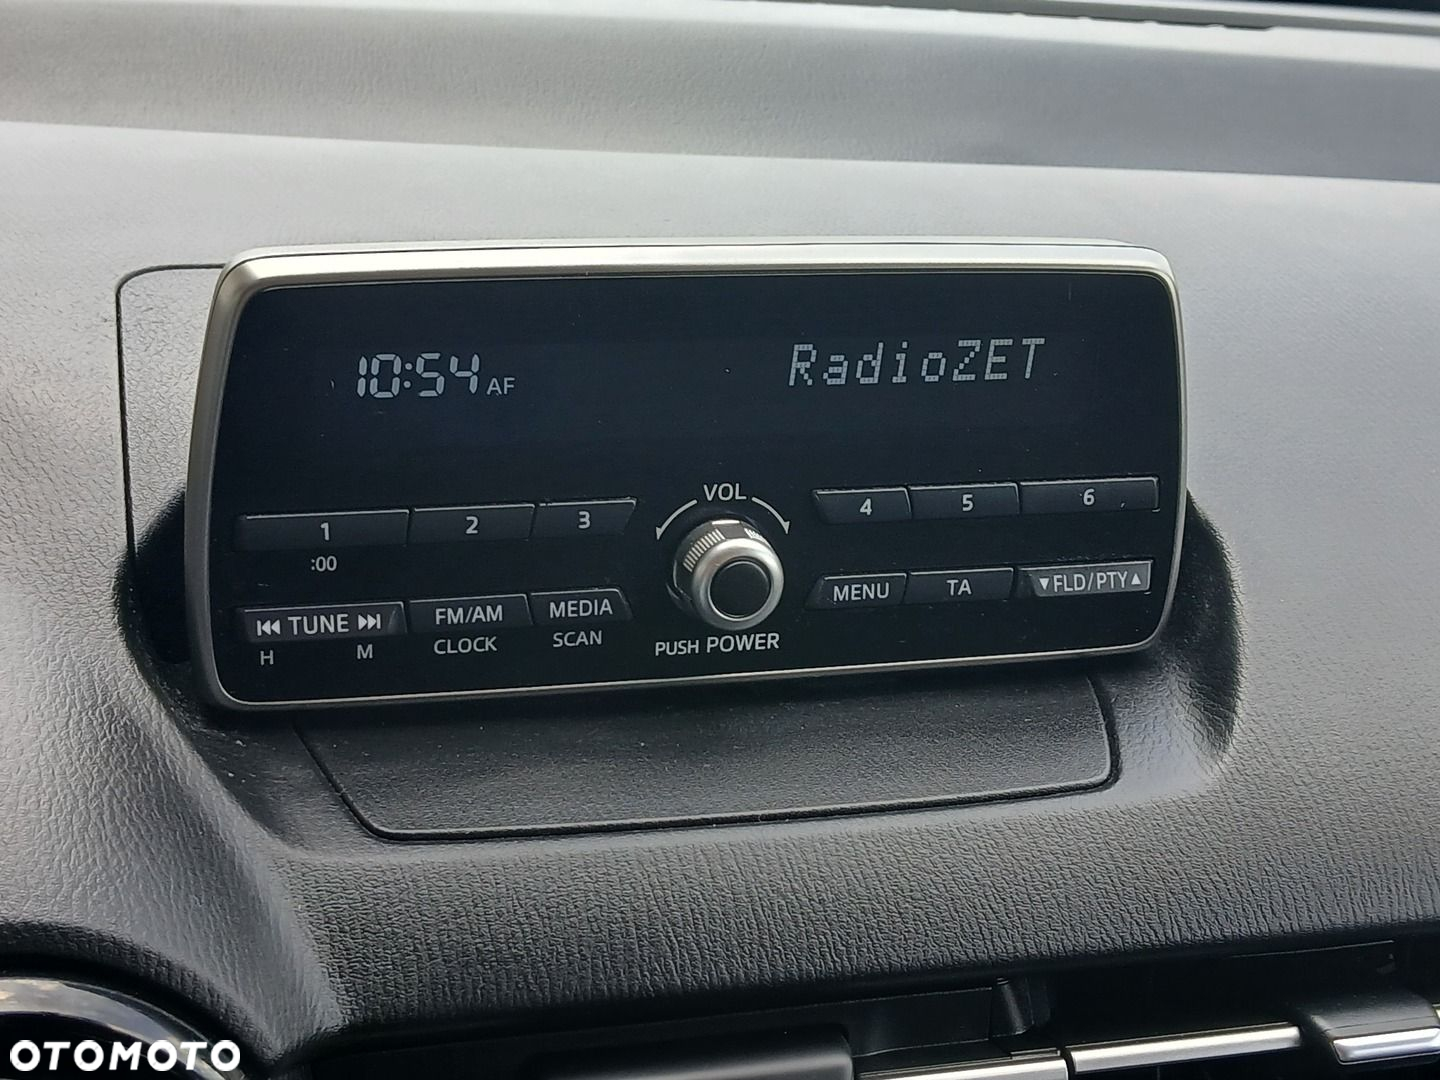 10:54 AF RadioZET
VOL
1 2 3 4 5 6
:00
⏮ TUNE ⏭ FM/AM MEDIA MENU TA ▼FLD/PTY▲
H M CLOCK SCAN PUSH POWER
OTOMOTO